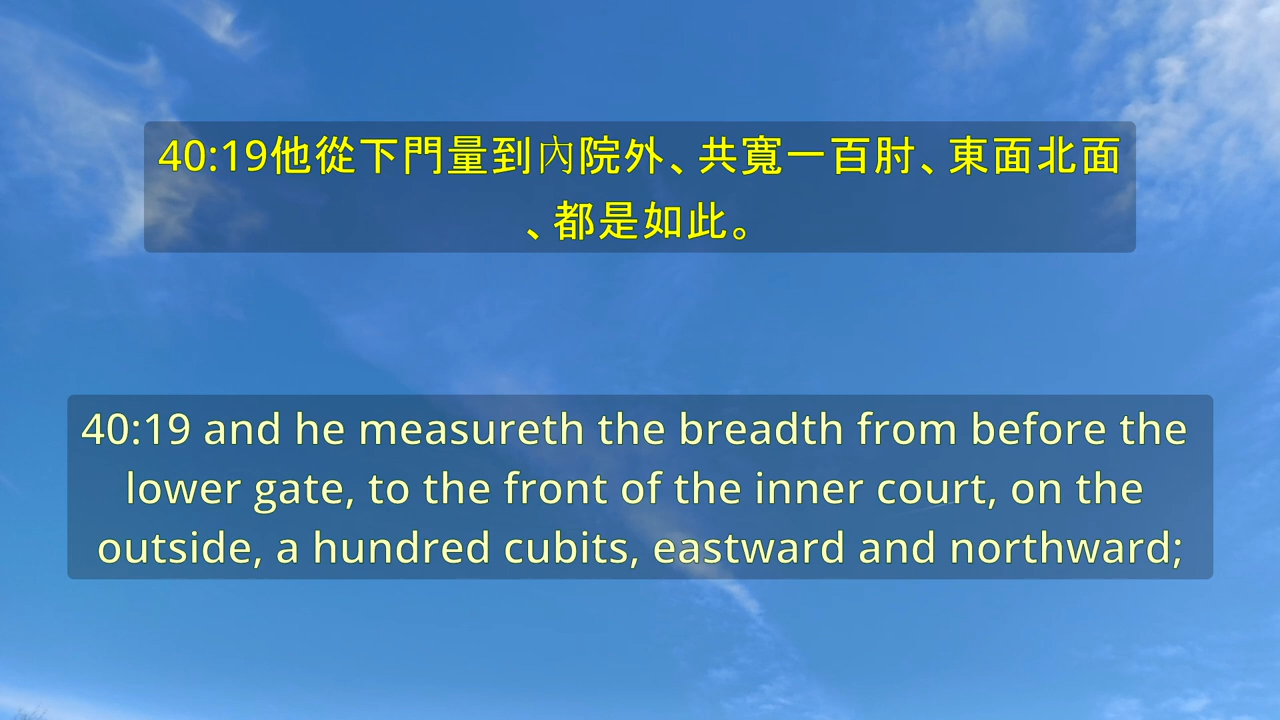 40:19他從下門量到內院外、共寬一百肘、東面北面
、都是如此。
40:19 and he measureth the breadth from before the
lower gate, to the front of the inner court, on the
outside, a hundred cubits, eastward and northward;